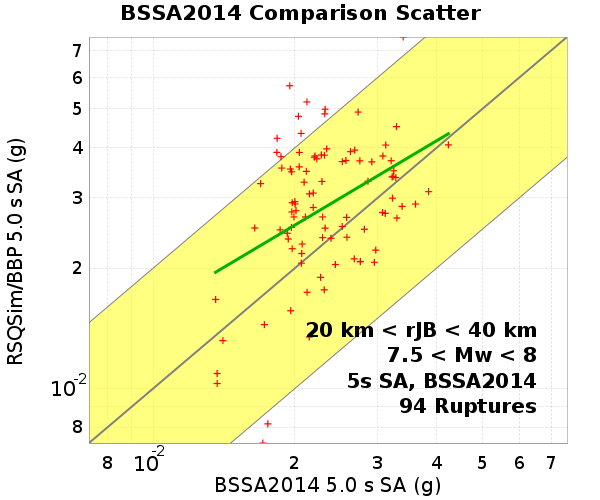 BSSA2014 Comparison Scatter
RSQSim/BBP 5.0 s SA (g)
7
6
5
4
3
2
10-2
8
20 km < rJB < 40 km
7.5 < Mw < 8
5s SA, BSSA2014
94 Ruptures
8 10-2 2 3 4 5 6 7
BSSA2014 5.0 s SA (g)